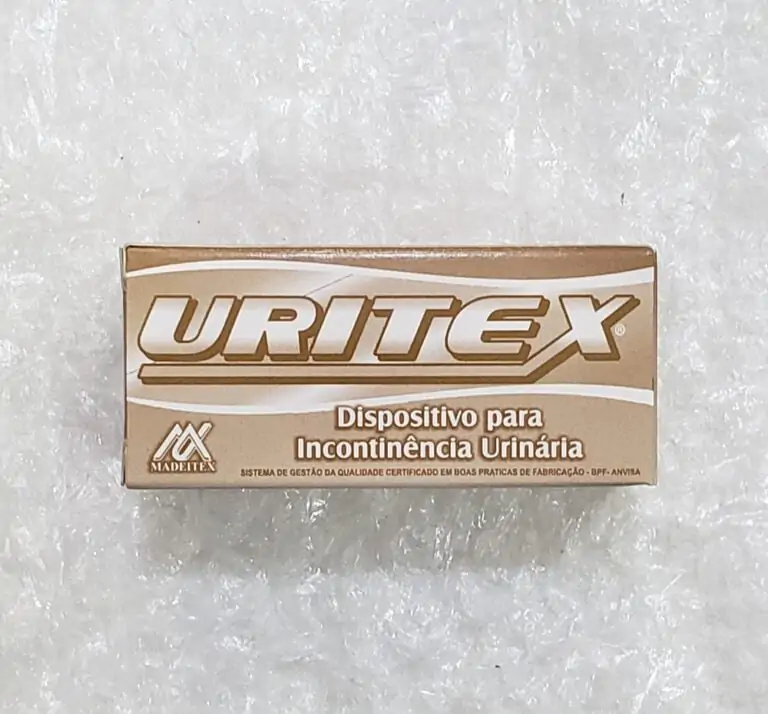 URITEX®
Dispositivo para
Incontinência Urinária
MADEITEX
SISTEMA DE GESTÃO DA QUALIDADE CERTIFICADO EM BOAS PRATICAS DE FABRICAÇÃO - BPF- ANVISA